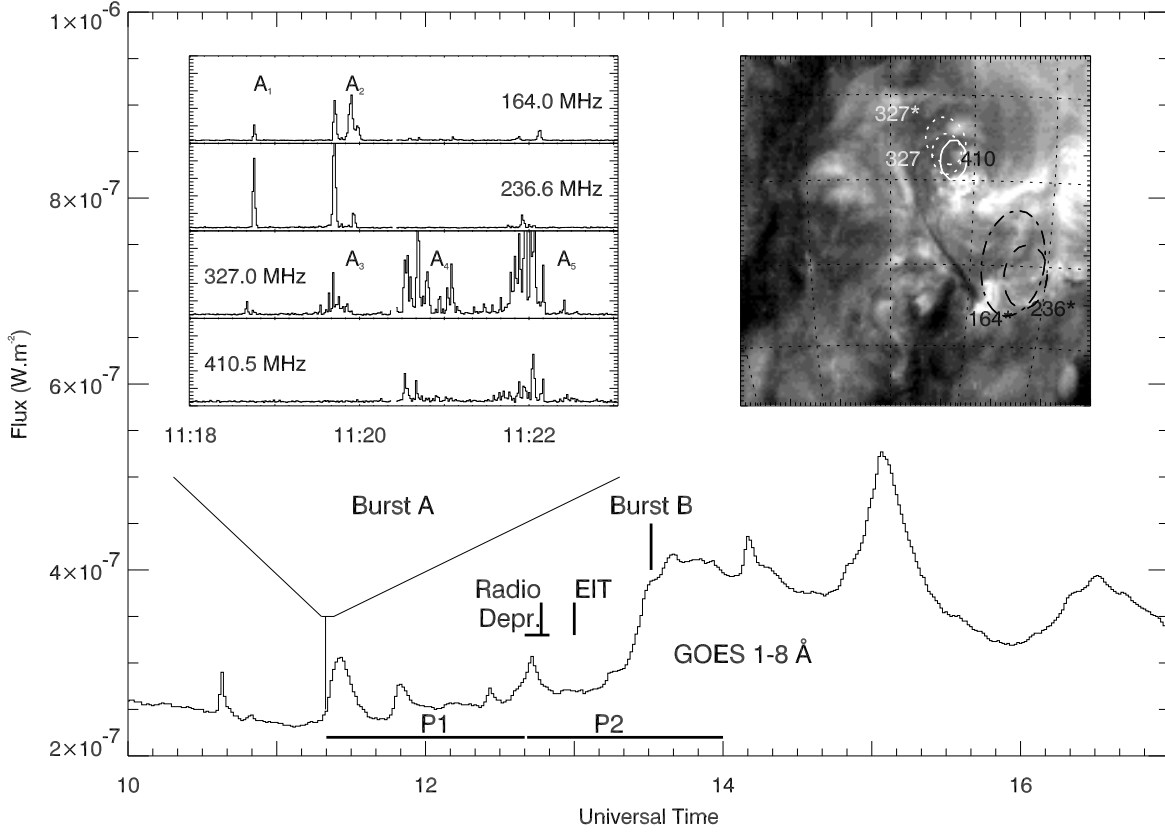 1×10⁻⁶
8×10⁻⁷
6×10⁻⁷
4×10⁻⁷
2×10⁻⁷
Flux (W.m⁻²)
A₁
A₂
164.0 MHz
236.6 MHz
327.0 MHz
A₃
A₄
A₅
410.5 MHz
11:18
11:20
11:22
327*
327
410
164*
236*
Burst A
Burst B
Radio
Depr.
EIT
GOES 1-8 Å
P1
P2
10
12
14
16
Universal Time